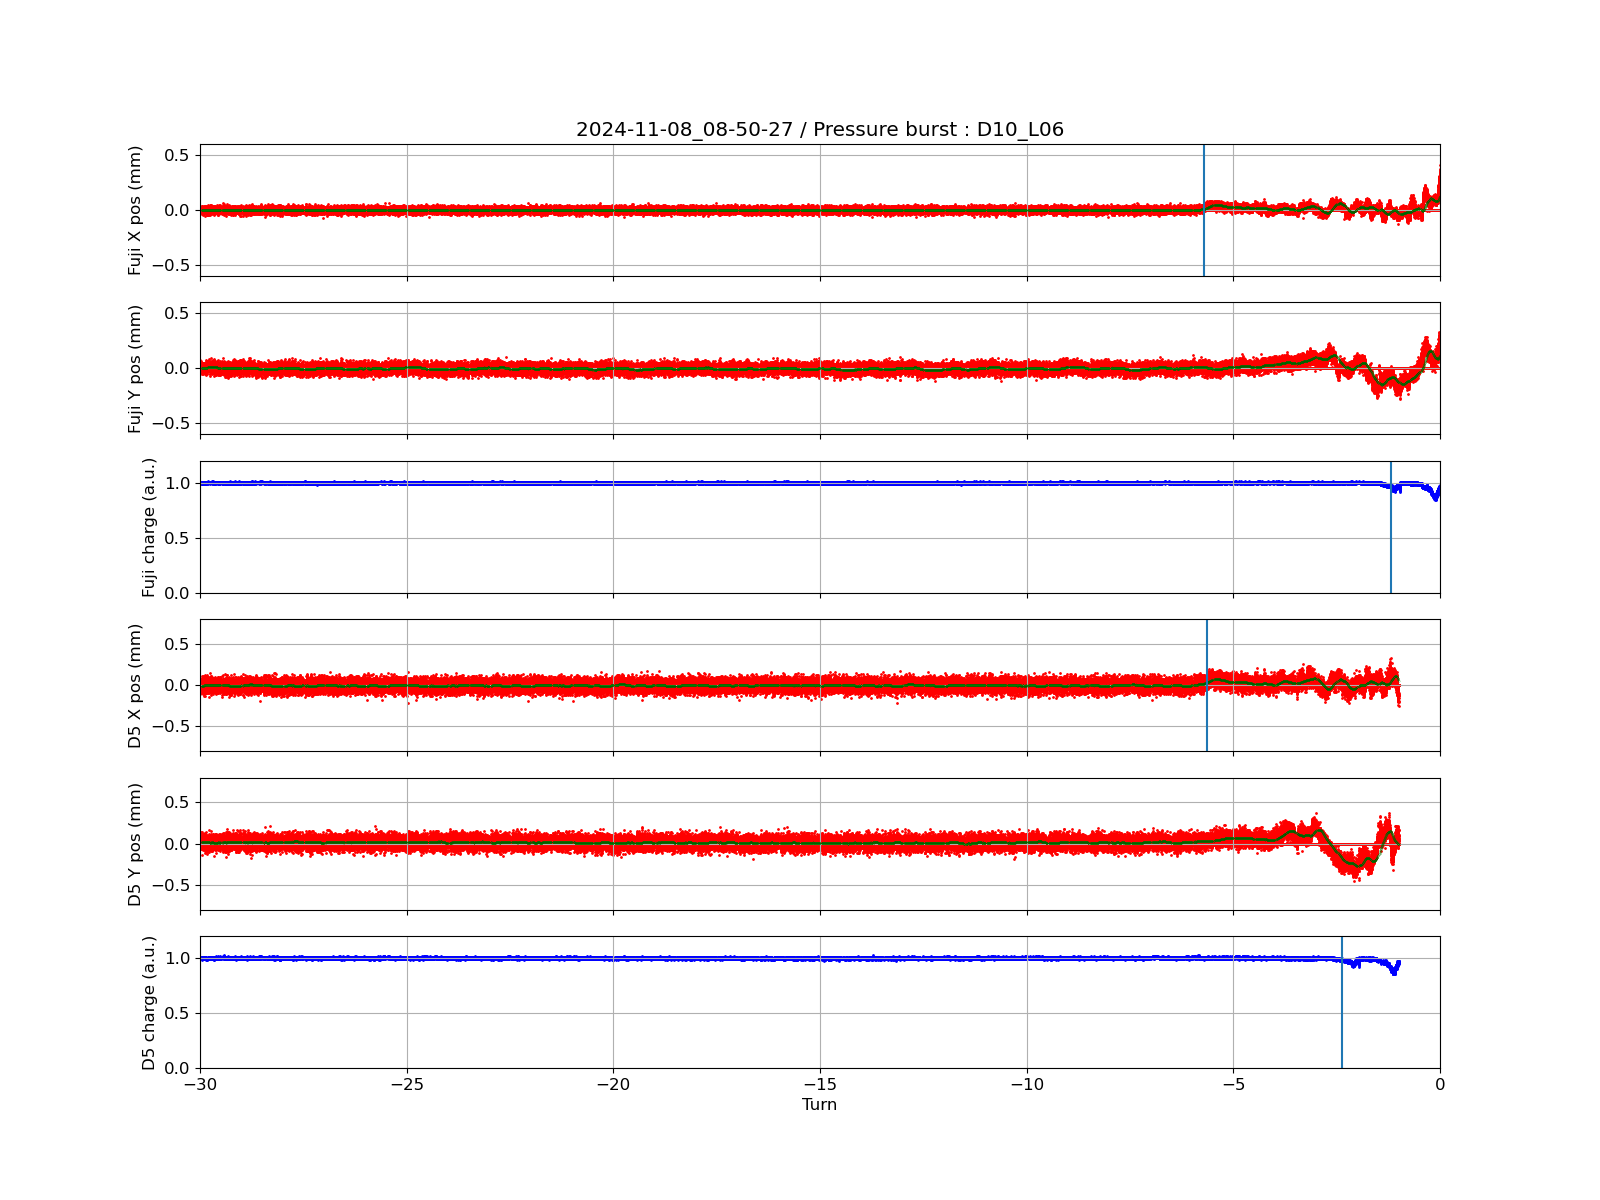 2024-11-08_08-50-27 / Pressure burst : D10_L06
Fuji X pos (mm)
0.5
0.0
−0.5
Fuji Y pos (mm)
0.5
0.0
−0.5
Fuji charge (a.u.)
1.0
0.5
0.0
D5 X pos (mm)
0.5
0.0
−0.5
D5 Y pos (mm)
0.5
0.0
−0.5
D5 charge (a.u.)
1.0
0.5
0.0
−30 −25 −20 −15 −10 −5 0
Turn